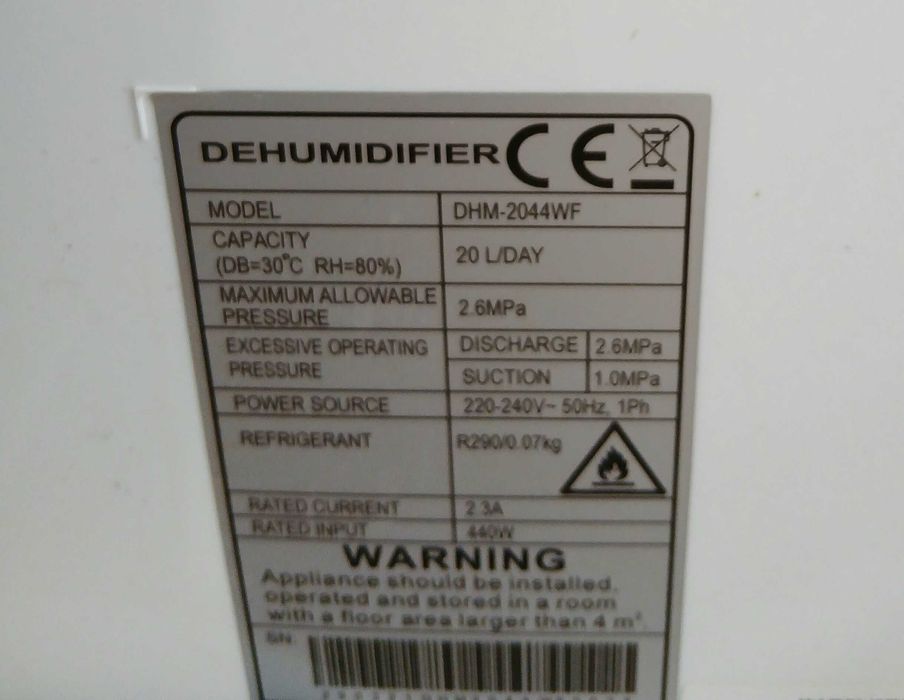 DEHUMIDIFIER CE
MODEL DHM-2044WF
CAPACITY
(DB=30°C RH=80%) 20 L/DAY
MAXIMUM ALLOWABLE
PRESSURE 2.6MPa
EXCESSIVE OPERATING
PRESSURE
DISCHARGE 2.6MPa
SUCTION 1.0MPa
POWER SOURCE 220-240V~ 50Hz, 1Ph
REFRIGERANT R290/0.07kg
RATED CURRENT 2.3A
RATED INPUT 440W
WARNING
Appliance should be installed,
operated and stored in a room
with a floor area larger than 4 m².
SN: